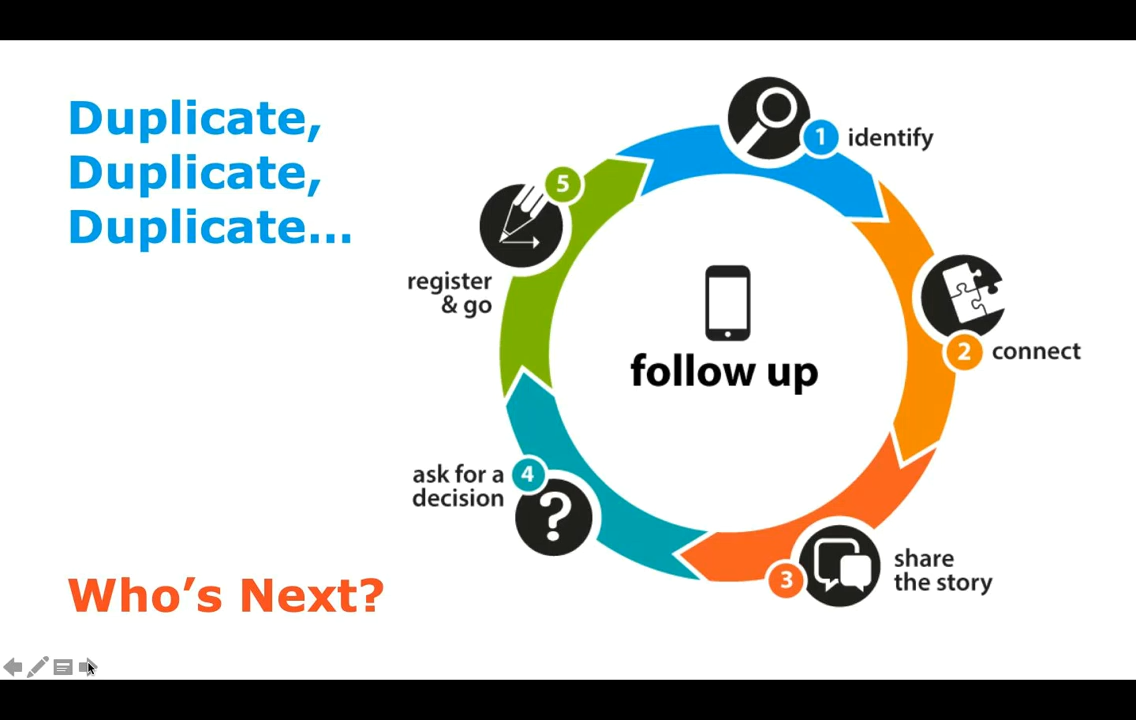 Duplicate,
Duplicate,
Duplicate...
1
identify
2
connect
3
share
the story
4
ask for a
decision
5
register
& go
follow up
Who’s Next?